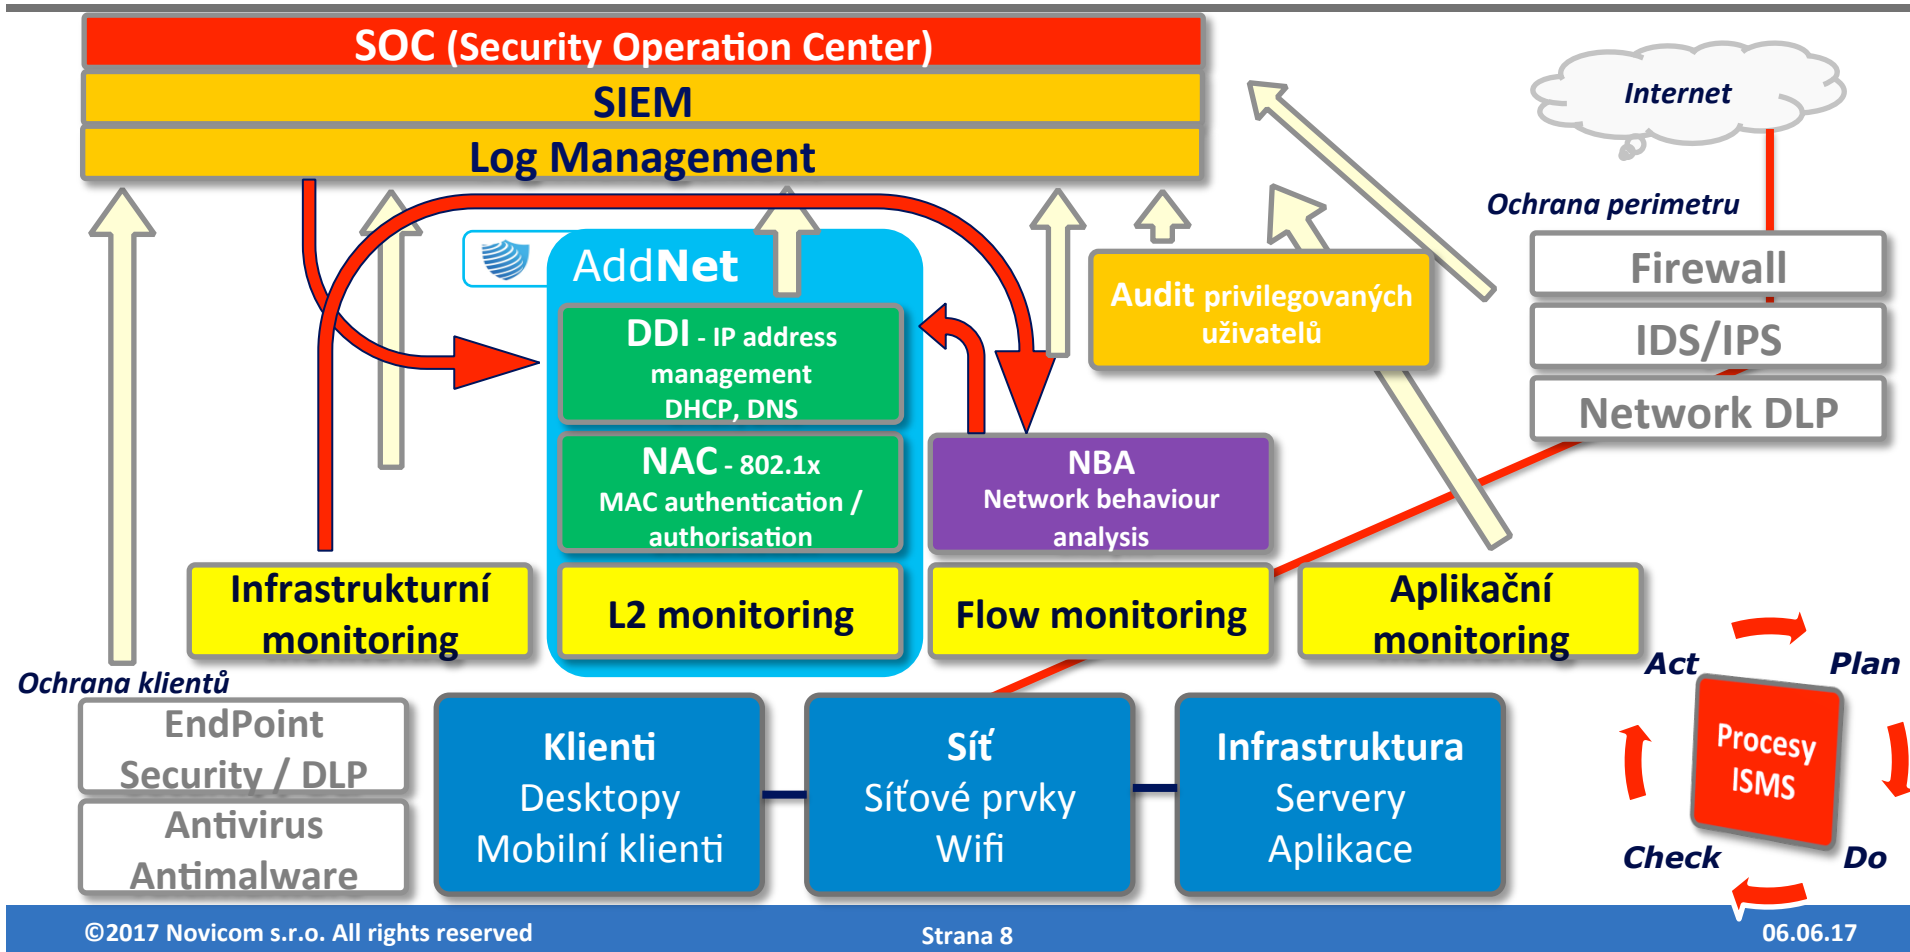 SOC (Security Operation Center)
SIEM
Log Management
Internet
Ochrana perimetru
Firewall
IDS/IPS
Network DLP
AddNet
DDI - IP address
management
DHCP, DNS
NAC - 802.1x
MAC authentication /
authorisation
L2 monitoring
Audit privilegovaných
uživatelů
NBA
Network behaviour
analysis
Infrastrukturní
monitoring
Flow monitoring
Aplikační
monitoring
Ochrana klientů
EndPoint
Security / DLP
Antivirus
Antimalware
Klienti
Desktopy
Mobilní klienti
Síť
Síťové prvky
Wifi
Infrastruktura
Servery
Aplikace
Act
Plan
Procesy
ISMS
Check
Do
©2017 Novicom s.r.o. All rights reserved
Strana 8
06.06.17